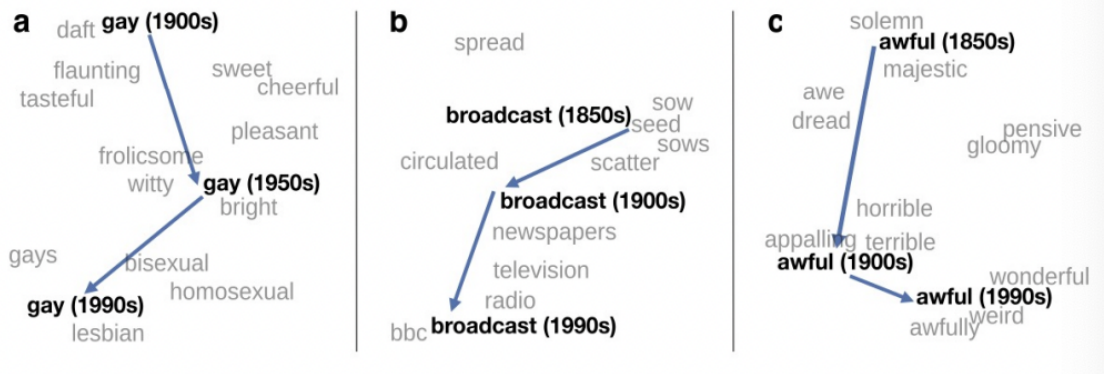 a
daft gay (1900s)
flaunting
sweet
cheerful
tasteful
pleasant
frolicsome
witty
gay (1950s)
bright
gays
bisexual
homosexual
gay (1990s)
lesbian
b
spread
broadcast (1850s)
sow
seed
sows
circulated
scatter
broadcast (1900s)
newspapers
television
radio
bbc broadcast (1990s)
c
solemn
awful (1850s)
majestic
awe
dread
pensive
gloomy
horrible
appalling terrible
awful (1900s)
wonderful
awful (1990s)
weird
awfully